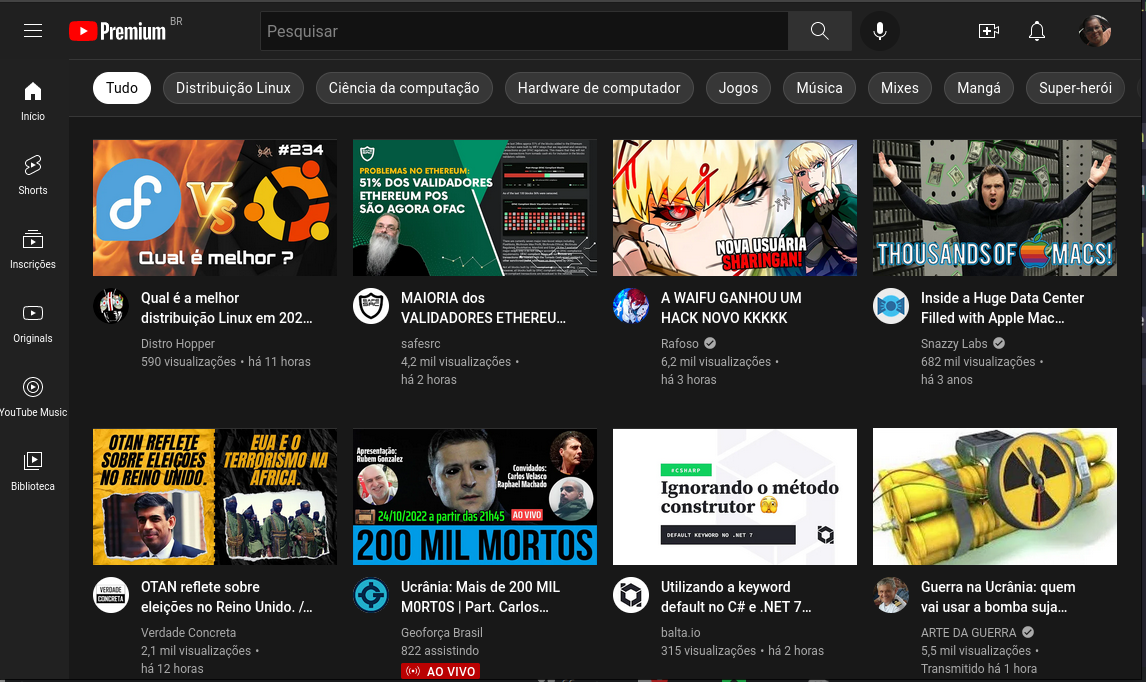 Premium BR
Pesquisar
Tudo
Distribuição Linux
Ciência da computação
Hardware de computador
Jogos
Música
Mixes
Mangá
Super-herói
Início
Shorts
Inscrições
Originals
YouTube Music
Biblioteca
#234
VS
Qual é melhor ?
PROBLEMAS NO ETHEREUM:
51% DOS VALIDADORES
ETHEREUM POS
SÃO AGORA OFAC
NOVA USUÁRIA
SHARINGAN!
THOUSANDS OF MACS!
Qual é a melhor
distribuição Linux em 202...
Distro Hopper
590 visualizações • há 11 horas
MAIORIA dos
VALIDADORES ETHEREU...
safesrc
4,2 mil visualizações •
há 2 horas
A WAIFU GANHOU UM
HACK NOVO KKKKK
Rafoso
6,2 mil visualizações •
há 3 horas
Inside a Huge Data Center
Filled with Apple Mac...
Snazzy Labs
682 mil visualizações •
há 3 anos
OTAN REFLETE
SOBRE ELEIÇÕES
NO REINO UNIDO.
EUA E O
TERRORISMO NA
ÁFRICA.
Apresentação:
Rubem Gonzalez
Convidados:
Carlos Velasco
Raphael Machado
24/10/2022 a partir das 21h45
AO VIVO
200 MIL MORTOS
#CSHARP
Ignorando o método
construtor
DEFAULT KEYWORD NO .NET 7
VERDADE
CONCRETA
OTAN reflete sobre
eleições no Reino Unido. /...
Verdade Concreta
2,1 mil visualizações •
há 12 horas
Ucrânia: Mais de 200 MIL
M0RT0S | Part. Carlos...
Geoforça Brasil
822 assistindo
AO VIVO
Utilizando a keyword
default no C# e .NET 7...
balta.io
315 visualizações • há 2 horas
Guerra na Ucrânia: quem
vai usar a bomba suja...
ARTE DA GUERRA
5,5 mil visualizações •
Transmitido há 1 hora